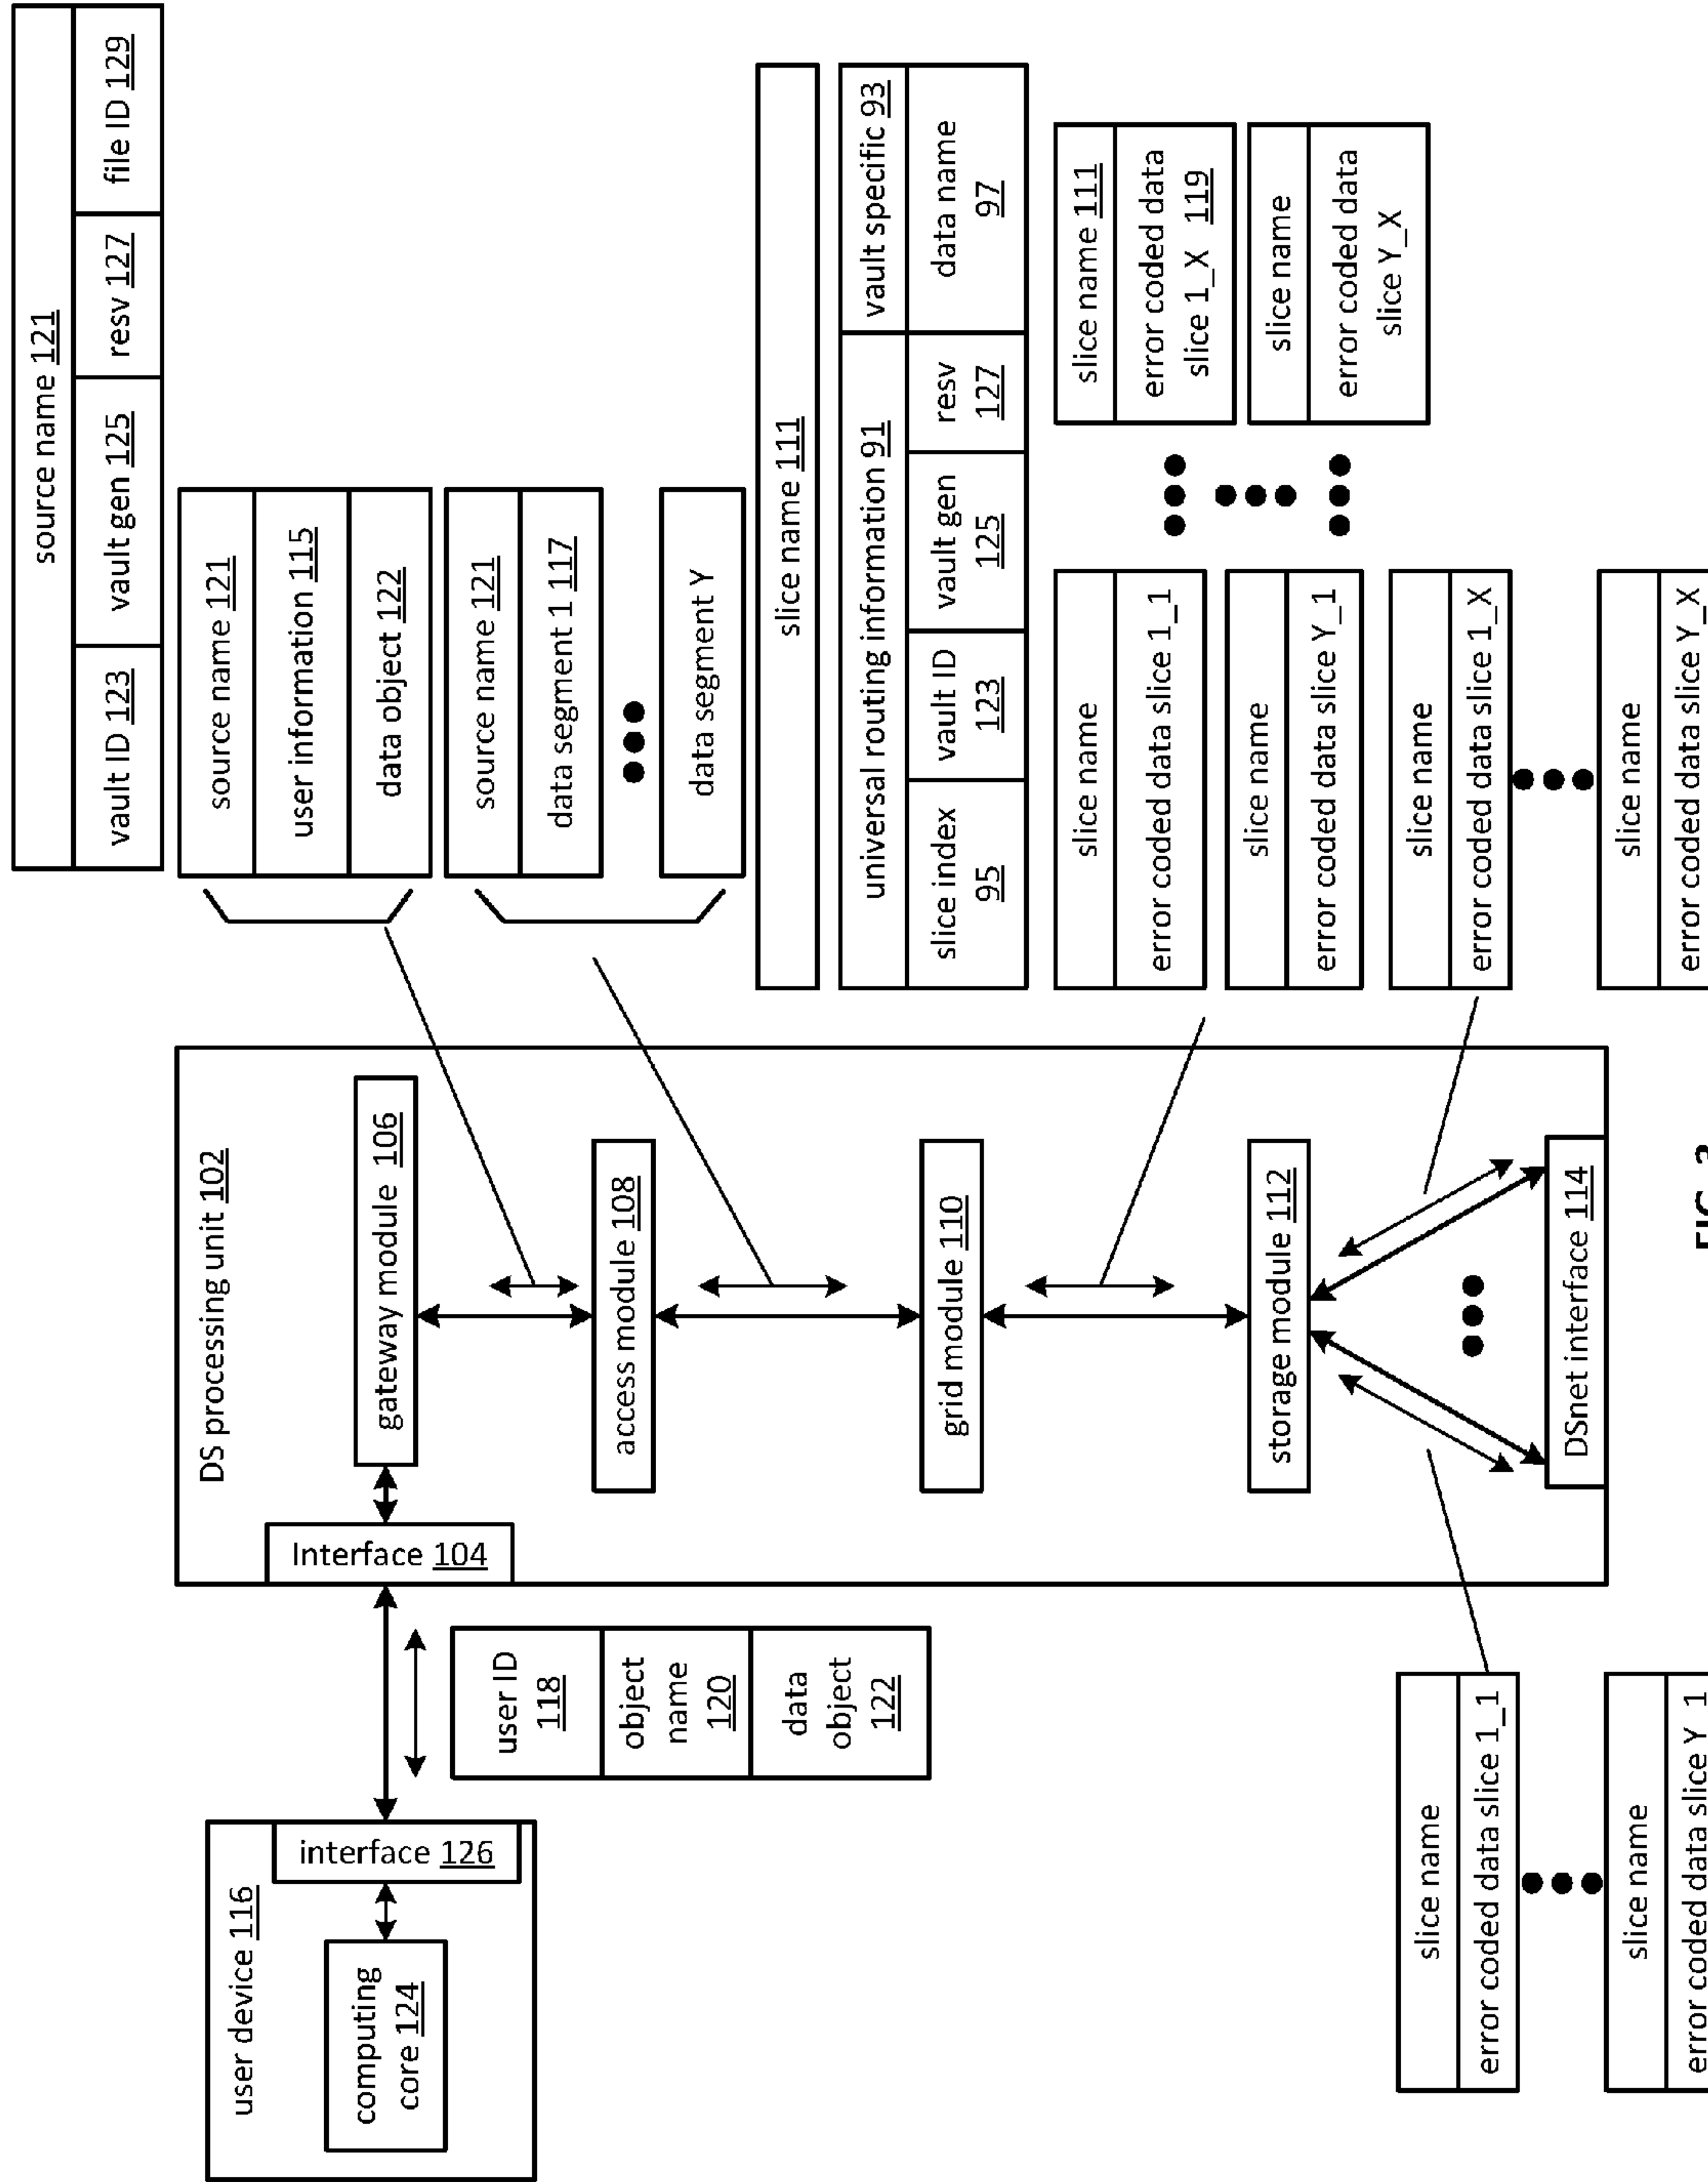 user device 116
computing
core 124
interface 126
user ID
118
object
name
120
data
object
122
DS processing unit 102
Interface 104
gateway module 106
access module 108
grid module 110
storage module 112
DSnet interface 114
source name 121
vault ID 123
vault gen 125
resv 127
file ID 129
source name 121
user information 115
data object 122
source name 121
data segment 1 117
data segment Y
slice name 111
universal routing information 91
vault specific 93
slice index
95
vault ID
123
vault gen
125
resv
127
data name
97
slice name
error coded data slice 1_1
slice name 111
error coded data
slice 1_X 119
slice name
error coded data slice Y_1
slice name
error coded data
slice Y_X
slice name
error coded data slice 1_X
slice name
error coded data slice Y_X
slice name
error coded data slice 1_1
slice name
error coded data slice Y_1
FIG. 3